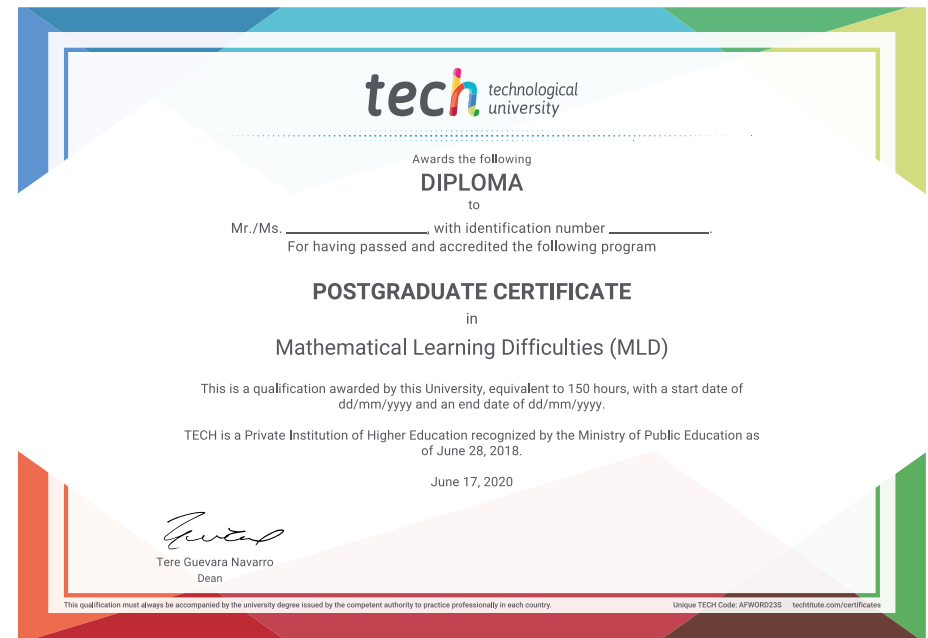 tech technological
university
Awards the following
DIPLOMA
to
Mr./Ms. ____________, with identification number ____________.
For having passed and accredited the following program
POSTGRADUATE CERTIFICATE
in
Mathematical Learning Difficulties (MLD)
This is a qualification awarded by this University, equivalent to 150 hours, with a start date of
dd/mm/yyyy and an end date of dd/mm/yyyy.
TECH is a Private Institution of Higher Education recognized by the Ministry of Public Education as
of June 28, 2018.
June 17, 2020
Tere Guevara Navarro
Dean
This qualification must always be accompanied by the university degree issued by the competent authority to practice professionally in each country.
Unique TECH Code: AFWORD23S techtitute.com/certificates